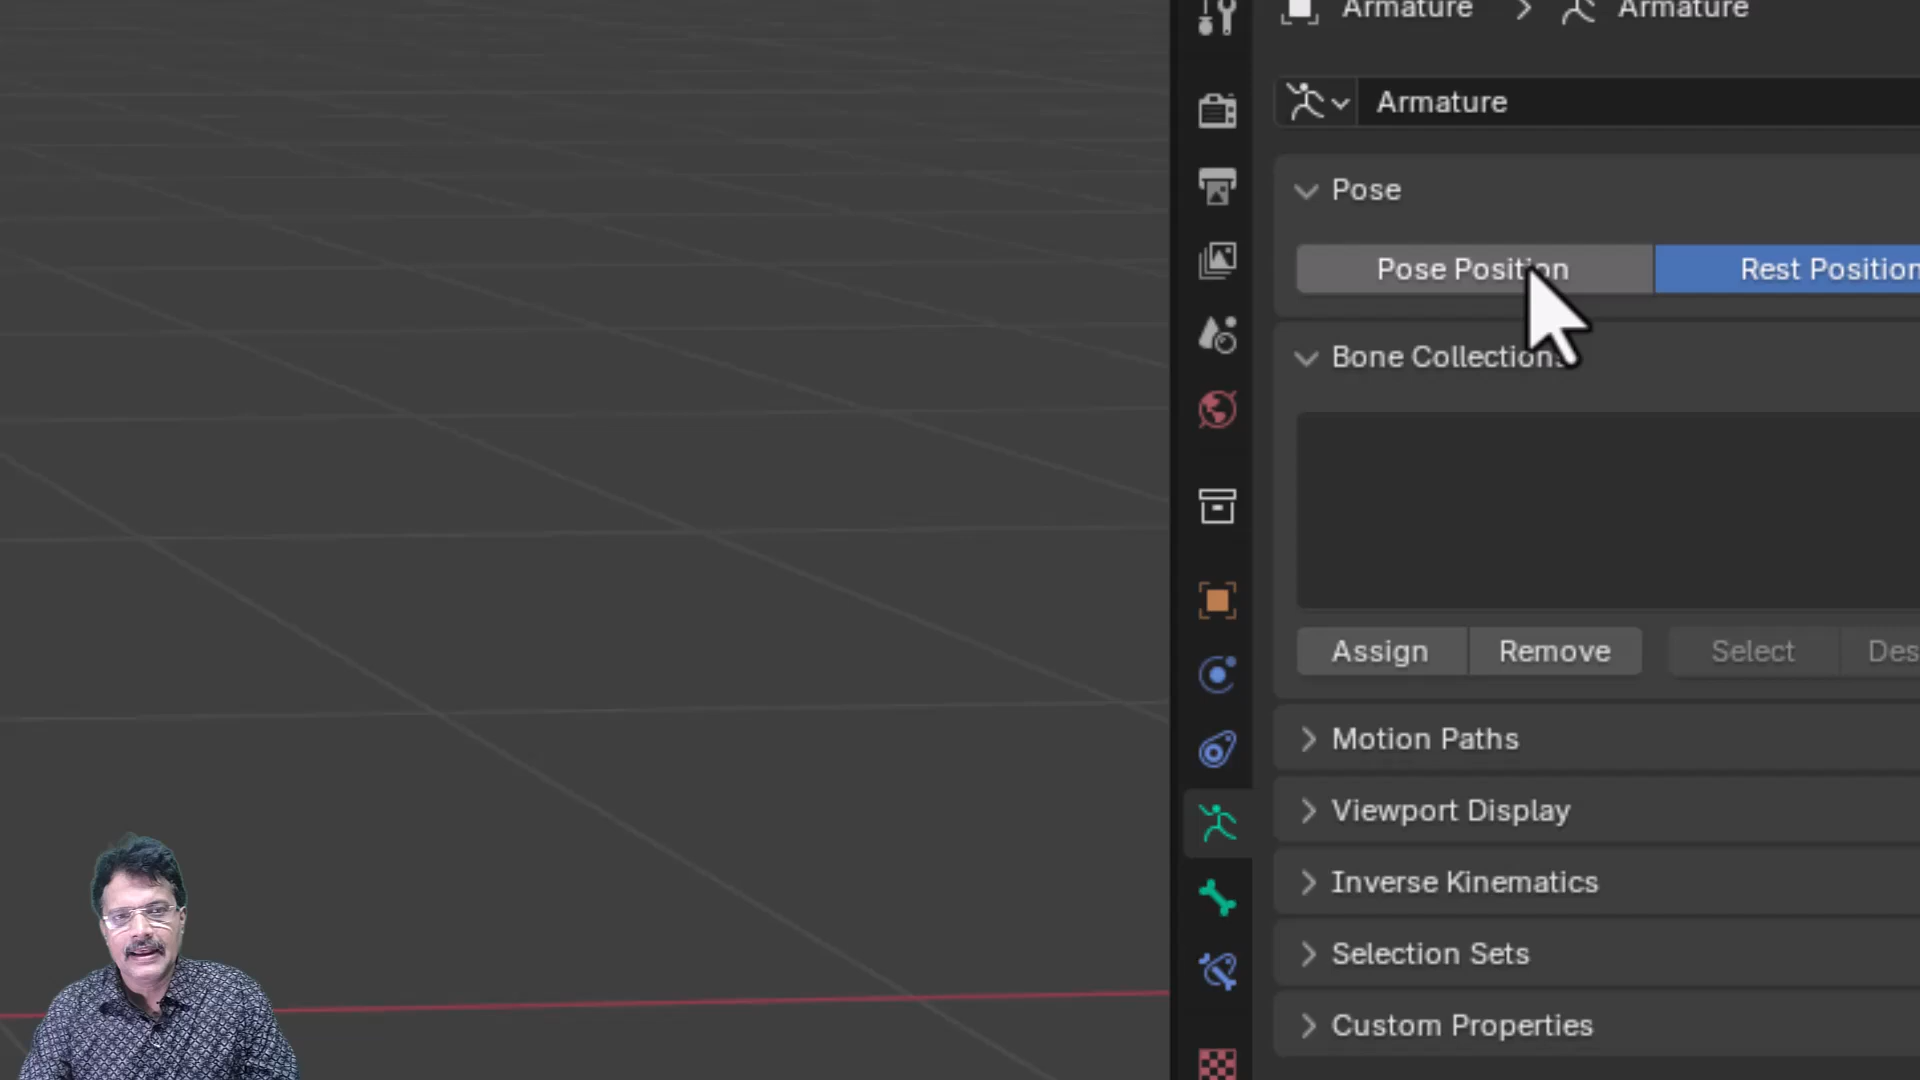 Armature > Armature
Armature
Pose
Pose Position Rest Position
Bone Collections
Assign Remove Select Des
Motion Paths
Viewport Display
Inverse Kinematics
Selection Sets
Custom Properties